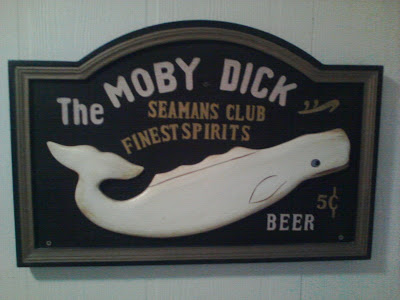 The MOBY DICK
SEAMANS CLUB
FINEST SPIRITS
5¢
BEER